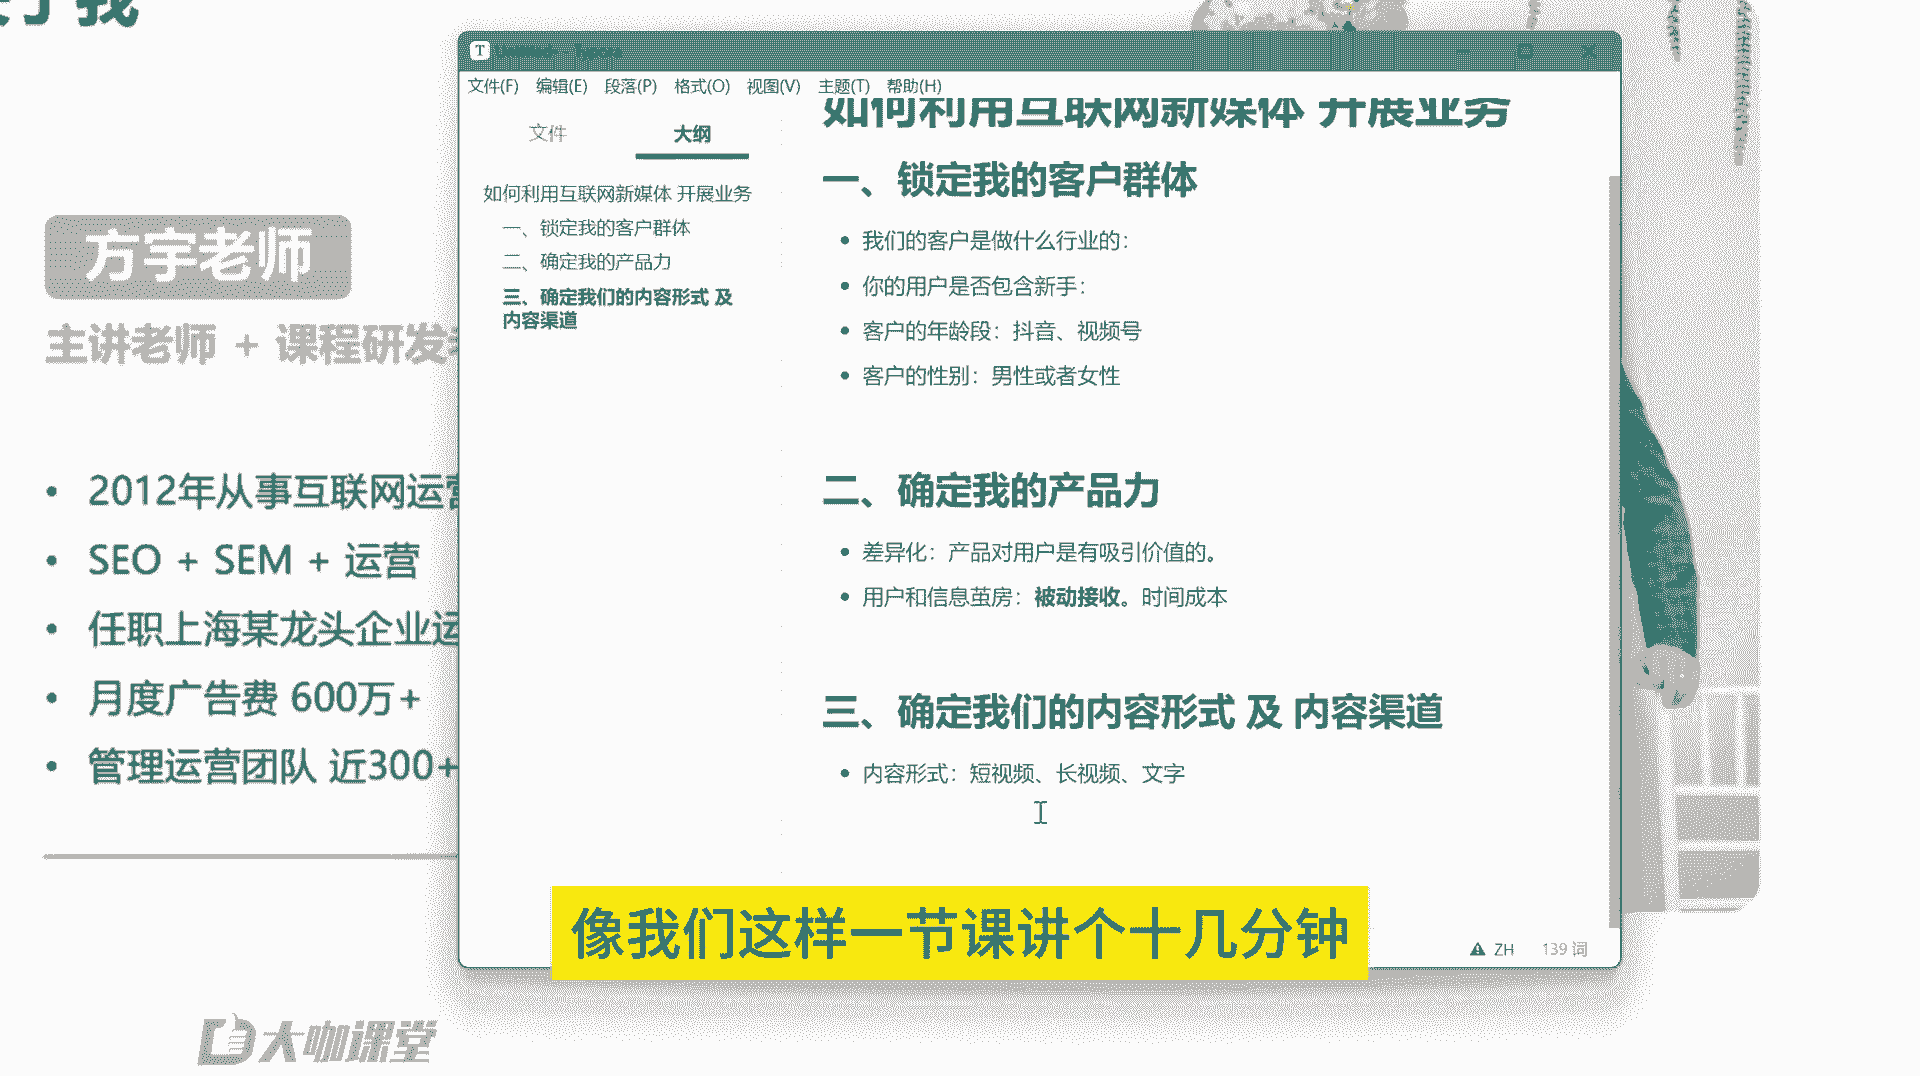 我
方宇老师
主讲老师 + 课程研发
2012年从事互联网运营
SEO + SEM + 运营
任职上海某龙头企业运
月度广告费 600万+
管理运营团队 近300+
大咖课堂
T Untitled - Typora
文件(F) 编辑(E) 段落(P) 格式(O) 视图(V) 主题(T) 帮助(H)
文件 大纲
如何利用互联网新媒体 开展业务
一、锁定我的客户群体
二、确定我的产品力
三、确定我们的内容形式 及
内容渠道
如何利用互联网新媒体 开展业务
一、锁定我的客户群体
我们的客户是做什么行业的：
你的用户是否包含新手：
客户的年龄段：抖音、视频号
客户的性别：男性或者女性
二、确定我的产品力
差异化：产品对用户是有吸引价值的。
用户和信息茧房：被动接收。时间成本
三、确定我们的内容形式 及 内容渠道
内容形式：短视频、长视频、文字
ZH 139 词
像我们这样一节课讲个十几分钟